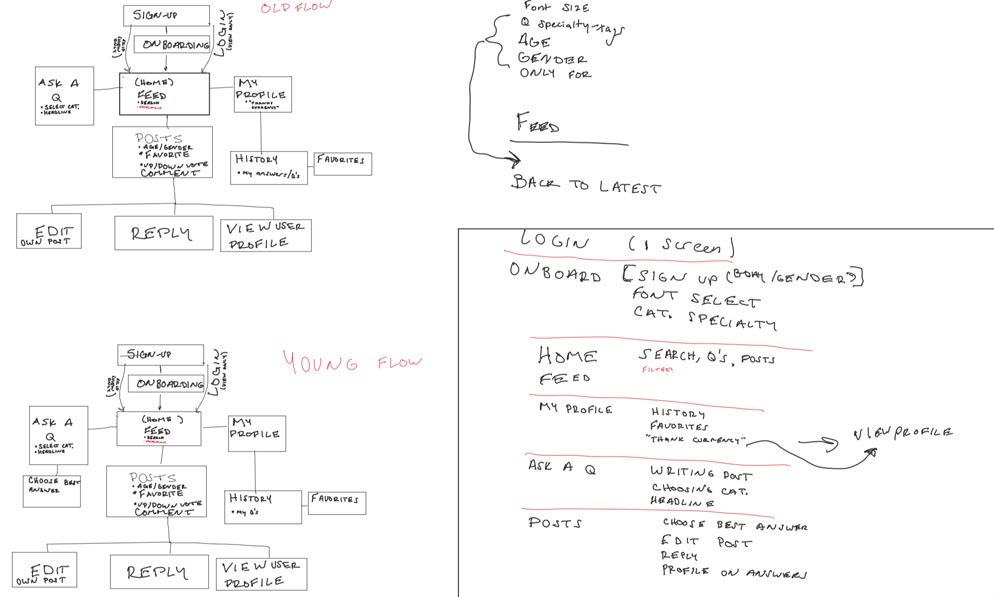 OLD FLOW
SIGN-UP
ONBOARDING
LOGIN
(VIEW ONLY)
ASK A
Q
• SELECT CAT.
• HEADLINE
(HOME)
FEED
• SEARCH
MY
PROFILE
• "THANKS
CURRENCY"
POSTS
• AGE/GENDER
• FAVORITE
• UP/DOWN VOTE
COMMENT
HISTORY
• My answers/Q's
FAVORITES
EDIT
OWN POST
REPLY
VIEW USER
PROFILE
Font SIZE
Q specialty-tags
AGE
GENDER
ONLY FOR
FEED
BACK TO LATEST
YOUNG FLOW
SIGN-UP
ONBOARDING
LOGIN
(VIEW ONLY)
ASK A
Q
• SELECT CAT.
• HEADLINE
(HOME)
FEED
• SEARCH
MY
PROFILE
CHOOSE BEST
ANSWER
POSTS
• AGE/GENDER
• FAVORITE
• UP/DOWN VOTE
COMMENT
HISTORY
• My Q's
FAVORITES
EDIT
OWN POST
REPLY
VIEW USER
PROFILE
LOGIN (1 Screen)
ONBOARD [SIGN UP (BDAY/GENDER)]
FONT SELECT
CAT. SPECIALTY
HOME SEARCH, Q'S, POSTS
FILTER
FEED
MY PROFILE HISTORY
FAVORITES
"THANK CURRENCY"
VIEW PROFILE
ASK A Q WRITING POST
CHOOSING CAT.
HEADLINE
POSTS CHOOSE BEST ANSWER
EDIT POST
REPLY
PROFILE ON ANSWERS